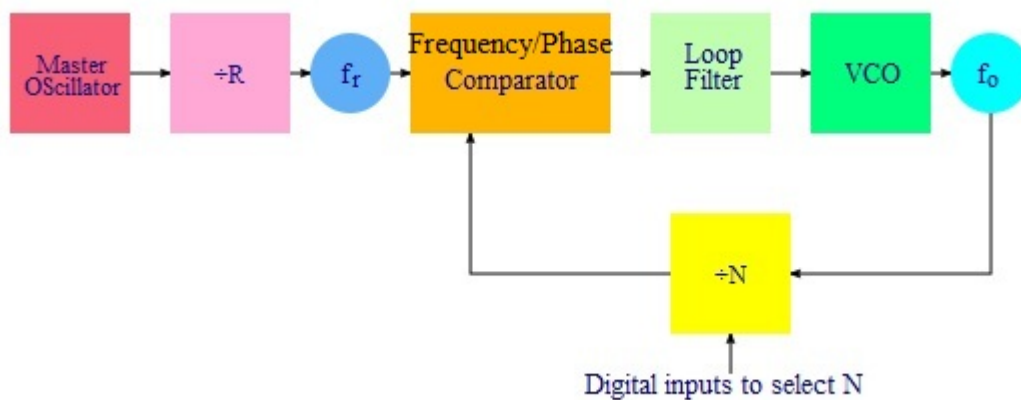 Master
OScillator
÷R
fr
Frequency/Phase
Comparator
Loop
Filter
VCO
fo
÷N
Digital inputs to select N